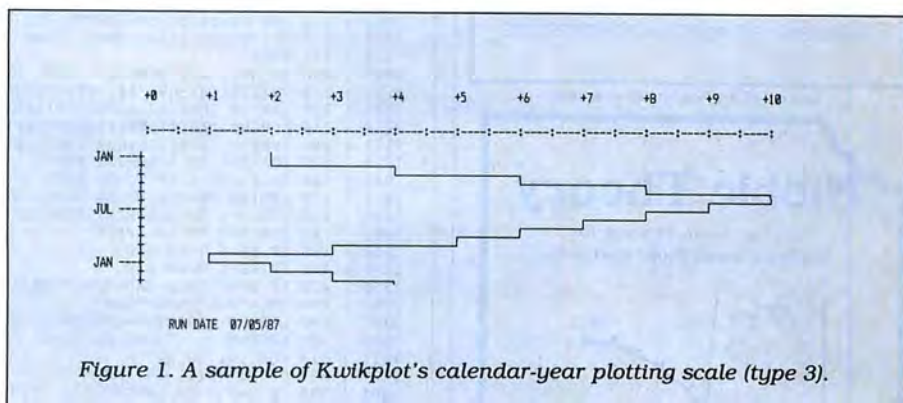 +0 +1 +2 +3 +4 +5 +6 +7 +8 +9 +10
JAN
JUL
JAN
RUN DATE 07/05/87
Figure 1. A sample of Kwikplot's calendar-year plotting scale (type 3).